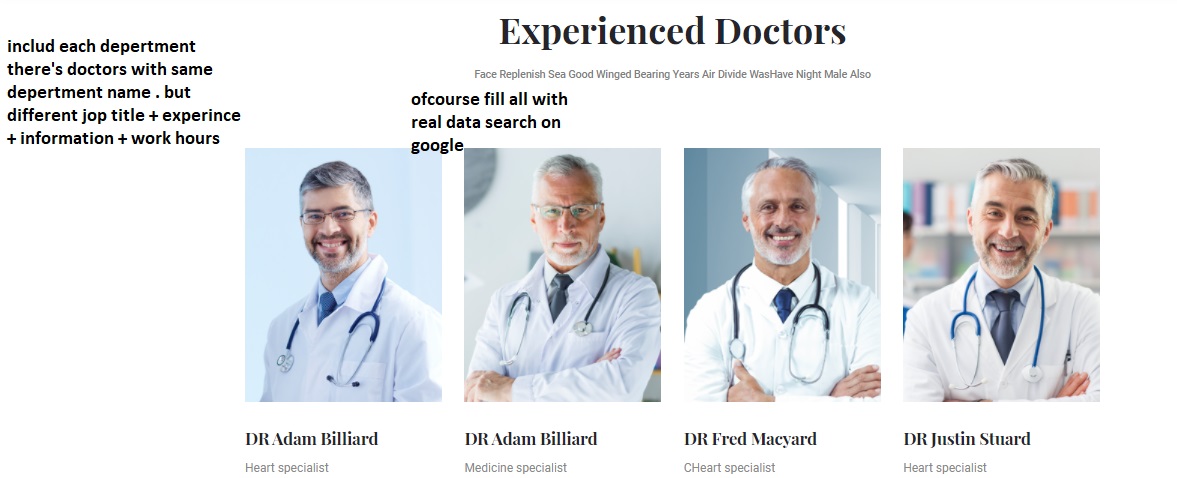 Experienced Doctors
includ each depertment
there's doctors with same
depertment name . but
different jop title + experince
+ information + work hours
Face Replenish Sea Good Winged Bearing Years Air Divide WasHave Night Male Also
ofcourse fill all with
real data search on
google
DR Adam Billiard
DR Adam Billiard
DR Fred Macyard
DR Justin Stuard
Heart specialist
Medicine specialist
CHeart specialist
Heart specialist